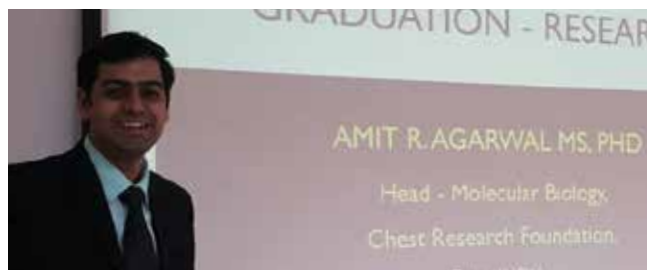 GRADUATION - RESEAR
AMIT R. AGARWAL MS, PHD
Head - Molecular Biology,
Chest Research Foundation,